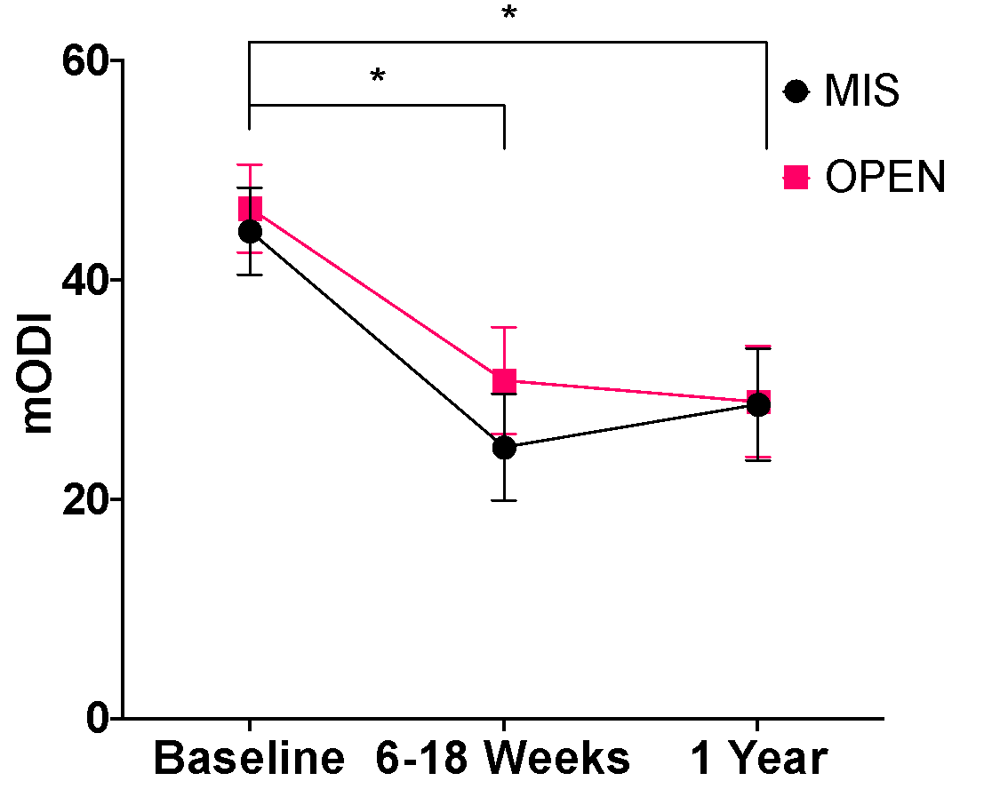 *
60
*
MIS
OPEN
40
mODI
20
0
Baseline 6-18 Weeks 1 Year